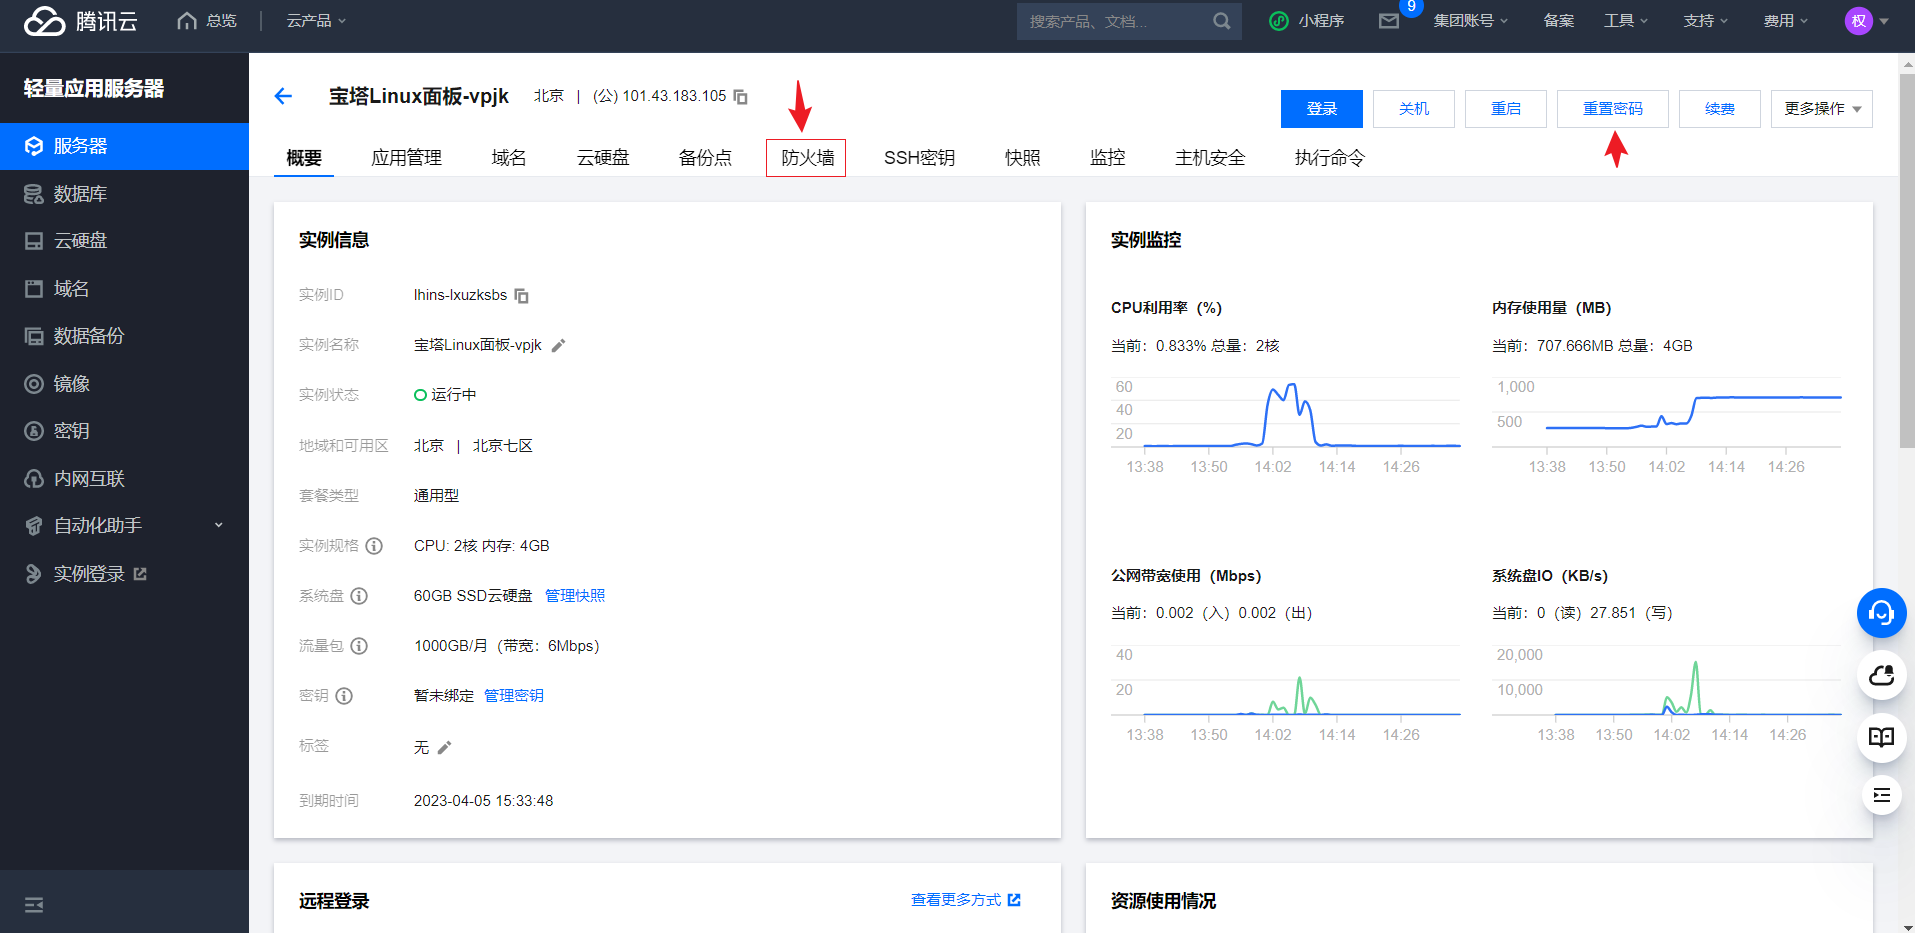 腾讯云
总览
云产品
搜索产品、文档...
小程序
9
集团账号
备案
工具
支持
费用
权
轻量应用服务器
服务器
数据库
云硬盘
域名
数据备份
镜像
密钥
内网互联
自动化助手
实例登录
宝塔Linux面板-vpjk
北京 | (公) 101.43.183.105
登录
关机
重启
重置密码
续费
更多操作
概要
应用管理
域名
云硬盘
备份点
防火墙
SSH密钥
快照
监控
主机安全
执行命令
实例信息
实例ID lhins-lxuzksbs
实例名称 宝塔Linux面板-vpjk
实例状态 运行中
地域和可用区 北京 | 北京七区
套餐类型 通用型
实例规格 CPU: 2核 内存: 4GB
系统盘 60GB SSD云硬盘 管理快照
流量包 1000GB/月（带宽：6Mbps）
密钥 暂未绑定 管理密钥
标签 无
到期时间 2023-04-05 15:33:48
实例监控
CPU利用率（%）
当前：0.833% 总量：2核
60
40
20
13:38 13:50 14:02 14:14 14:26
内存使用量（MB）
当前：707.666MB 总量：4GB
1,000
500
13:38 13:50 14:02 14:14 14:26
公网带宽使用（Mbps）
当前：0.002（入）0.002（出）
40
20
13:38 13:50 14:02 14:14 14:26
系统盘IO（KB/s）
当前：0（读）27.851（写）
20,000
10,000
13:38 13:50 14:02 14:14 14:26
远程登录
查看更多方式
资源使用情况